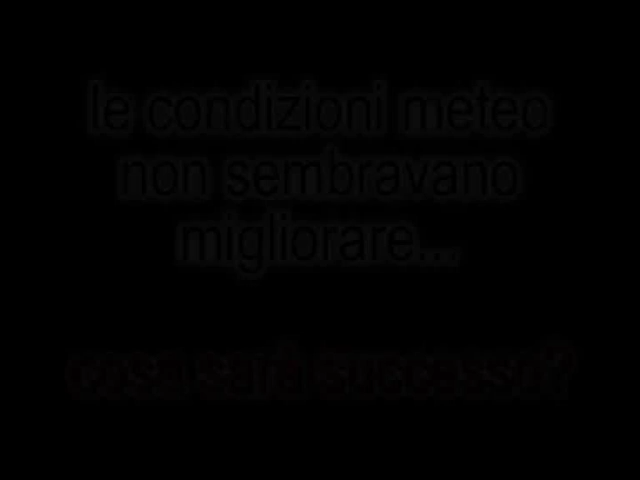 le condizioni meteo
non sembravano
migliorare...
cosa sarà successo?